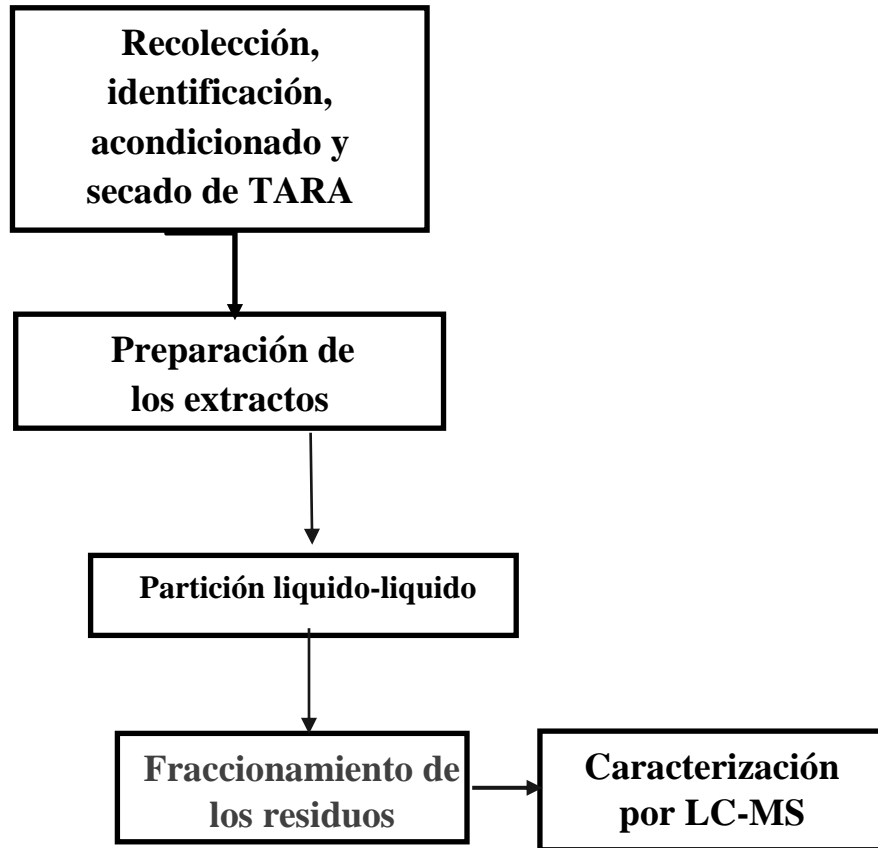 Recolección,
identificación,
acondicionado y
secado de TARA
Preparación de
los extractos
Partición liquido-liquido
Fraccionamiento de
los residuos
Caracterización
por LC-MS